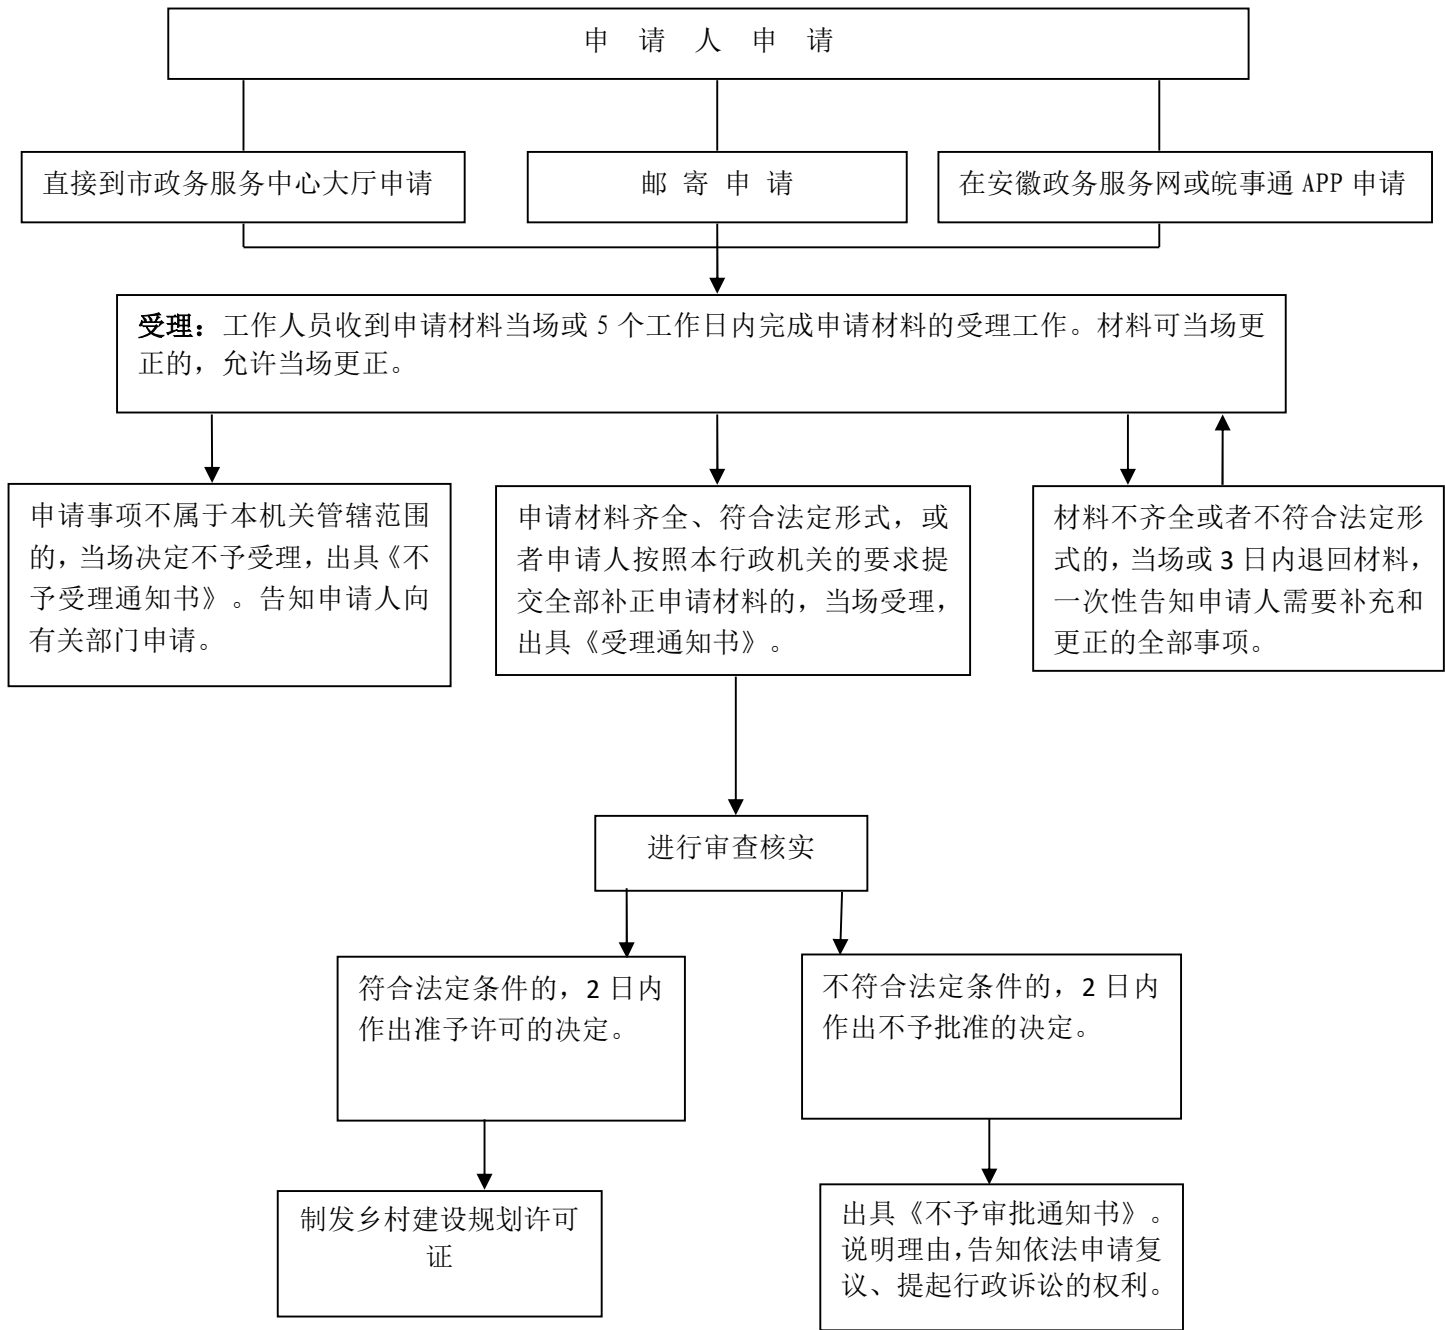 申 请 人 申 请
直接到市政务服务中心大厅申请
邮 寄 申 请
在安徽政务服务网或皖事通 APP 申请
受理：工作人员收到申请材料当场或 5 个工作日内完成申请材料的受理工作。材料可当场更
正的，允许当场更正。
申请事项不属于本机关管辖范围
的，当场决定不予受理，出具《不
予受理通知书》。告知申请人向
有关部门申请。
申请材料齐全、符合法定形式，或
者申请人按照本行政机关的要求提
交全部补正申请材料的，当场受理，
出具《受理通知书》。
材料不齐全或者不符合法定形
式的，当场或 3 日内退回材料，
一次性告知申请人需要补充和
更正的全部事项。
进行审查核实
符合法定条件的，2 日内
作出准予许可的决定。
不符合法定条件的，2 日内
作出不予批准的决定。
制发乡村建设规划许可
证
出具《不予审批通知书》。
说明理由，告知依法申请复
议、提起行政诉讼的权利。